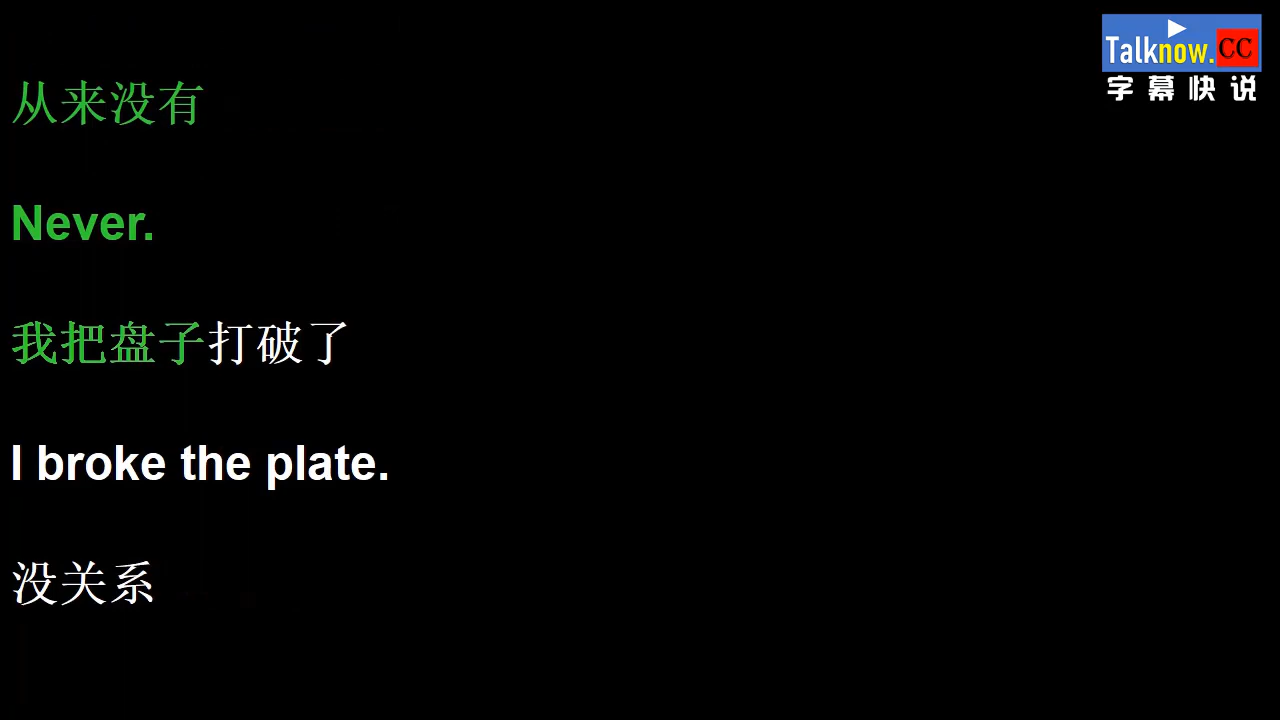 Talknow.CC
字幕快说
从来没有
Never.
我把盘子打破了
I broke the plate.
没关系